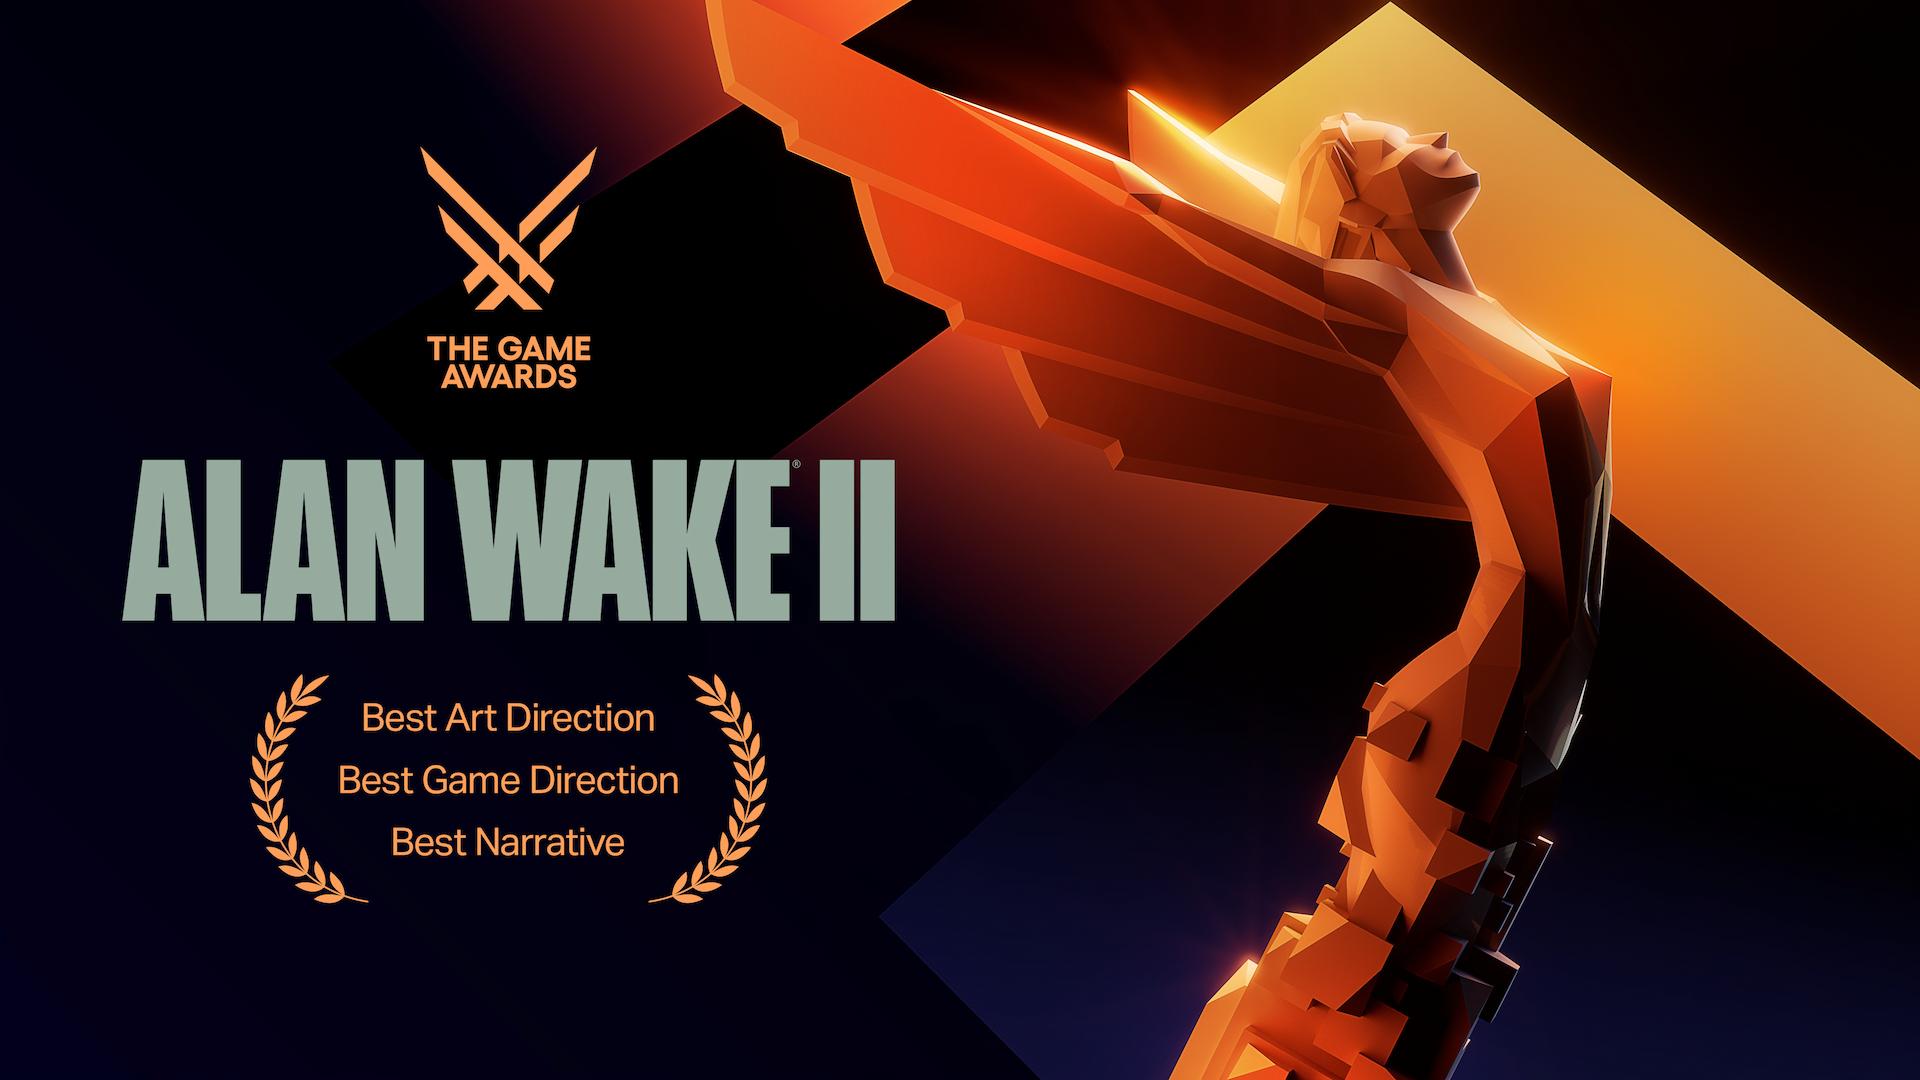 THE GAME
AWARDS
ALAN WAKE® II
Best Art Direction
Best Game Direction
Best Narrative